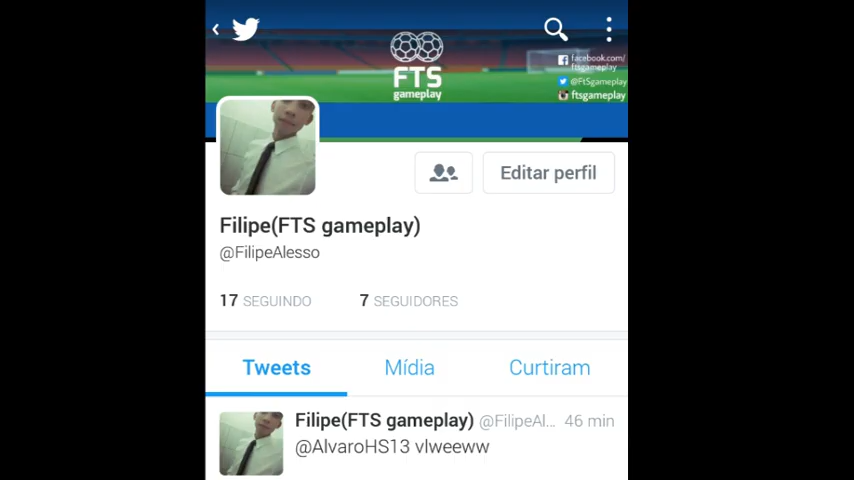 FTS
gameplay
facebook.com/
ftsgameplay
@FtSgameplay
ftsgameplay
Editar perfil
Filipe(FTS gameplay)
@FilipeAlesso
17 SEGUINDO 7 SEGUIDORES
Tweets Mídia Curtiram
Filipe(FTS gameplay) @FilipeAl... 46 min
@AlvaroHS13 vlweeww